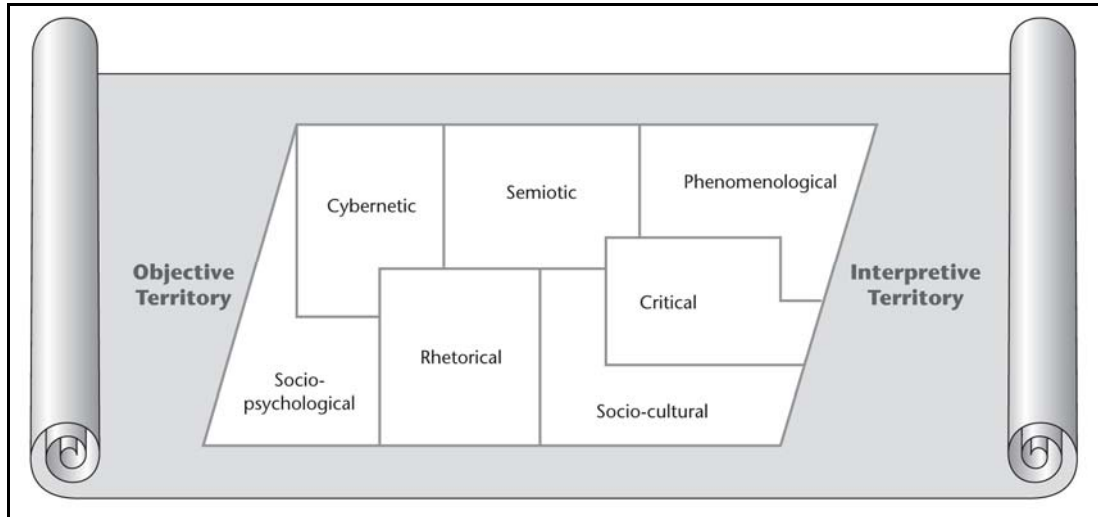 Cybernetic
Semiotic
Phenomenological
Objective
Territory
Interpretive
Territory
Critical
Rhetorical
Socio-
psychological
Socio-cultural